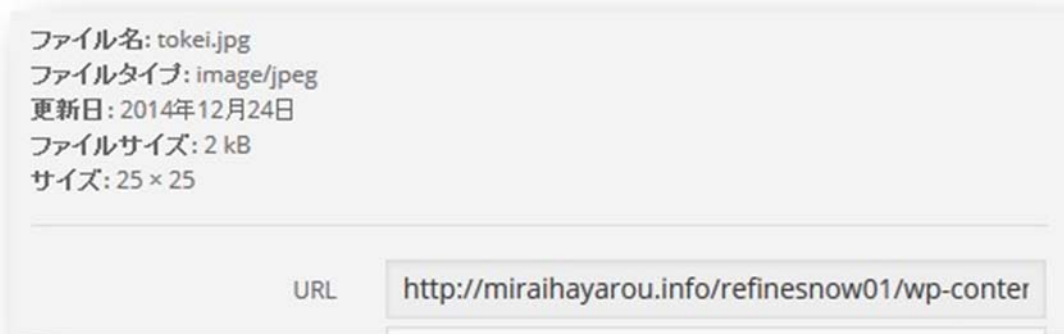 ファイル名: tokei.jpg
ファイルタイプ: image/jpeg
更新日: 2014年12月24日
ファイルサイズ: 2 kB
サイズ: 25 × 25
URL http://miraihayarou.info/refinesnow01/wp-conter